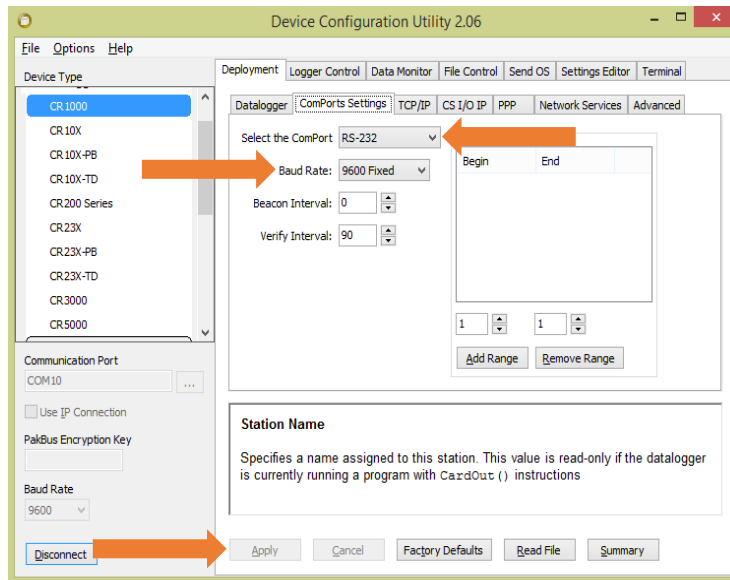 Device Configuration Utility 2.06
File Options Help
Device Type
CR1000
CR10X
CR10X-PB
CR10X-TD
CR200 Series
CR23X
CR23X-PB
CR23X-TD
CR3000
CR5000
Communication Port
COM10
...
Use IP Connection
PakBus Encryption Key
Baud Rate
9600
Disconnect
Deployment Logger Control Data Monitor File Control Send OS Settings Editor Terminal
Datalogger ComPorts Settings TCP/IP CS I/O IP PPP Network Services Advanced
Select the ComPort RS-232
Baud Rate: 9600 Fixed
Beacon Interval: 0
Verify Interval: 90
Begin End
1 1
Add Range Remove Range
Station Name
Specifies a name assigned to this station. This value is read-only if the datalogger
is currently running a program with CardOut() instructions
Apply Cancel Factory Defaults Read File Summary